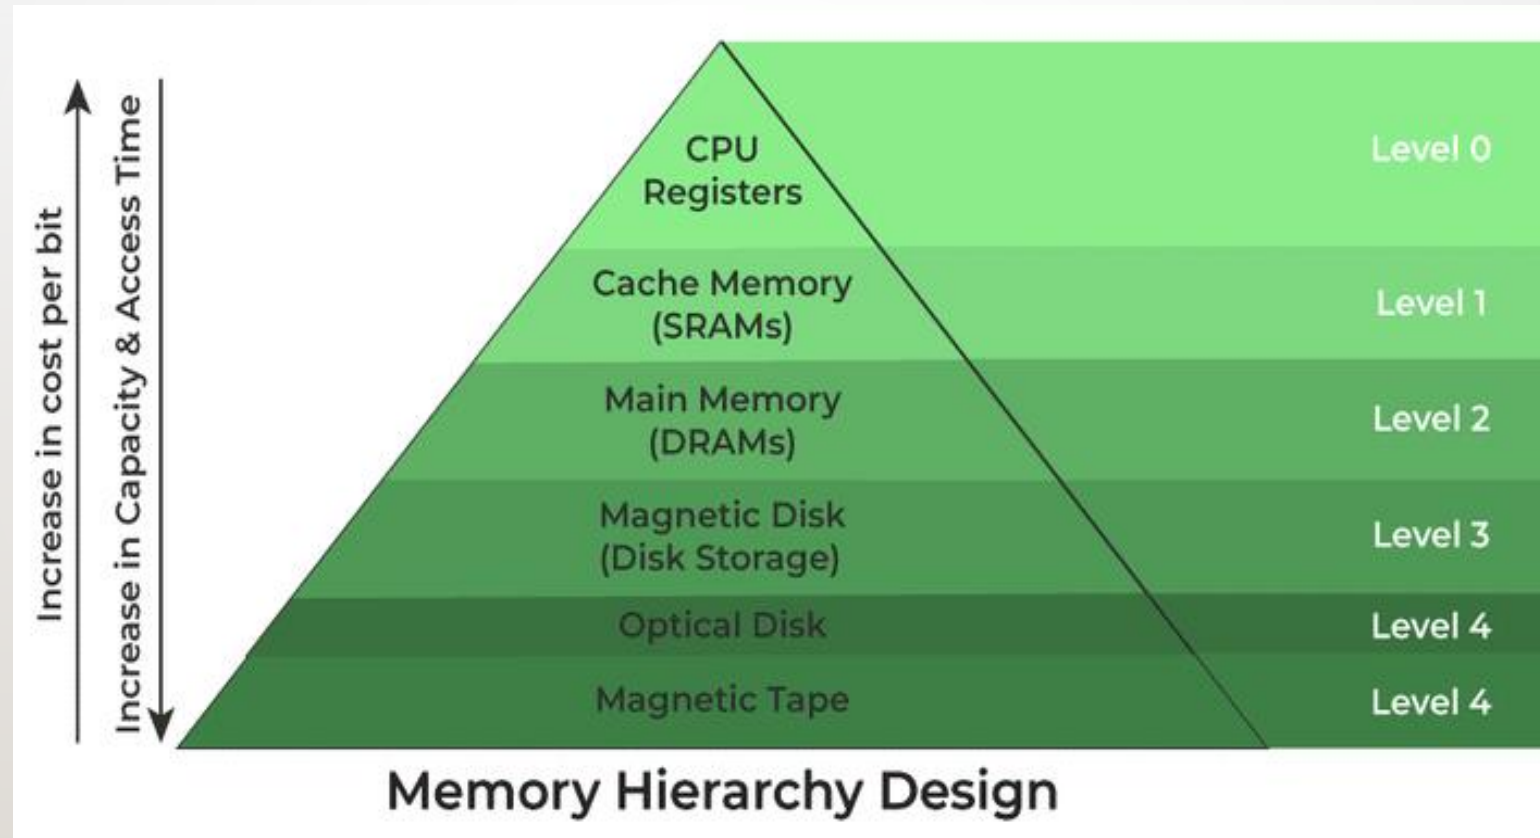 Increase in cost per bit
Increase in Capacity & Access Time
CPU
Registers
Level 0
Cache Memory
(SRAMs)
Level 1
Main Memory
(DRAMs)
Level 2
Magnetic Disk
(Disk Storage)
Level 3
Optical Disk
Level 4
Magnetic Tape
Level 4
Memory Hierarchy Design